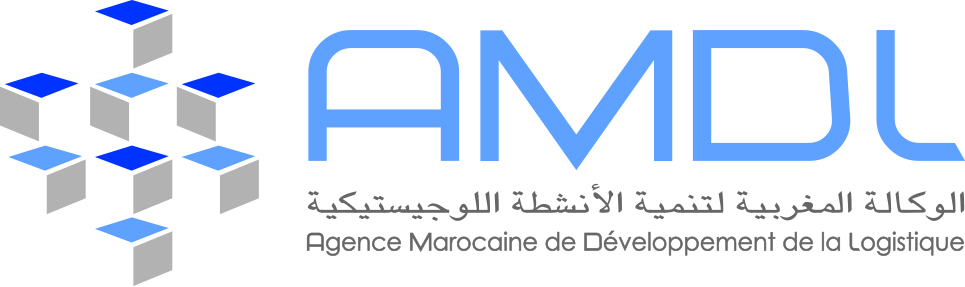 AMDL
الوكالة المغربية لتنمية الأنشطة اللوجيستيكية
Agence Marocaine de Développement de la Logistique